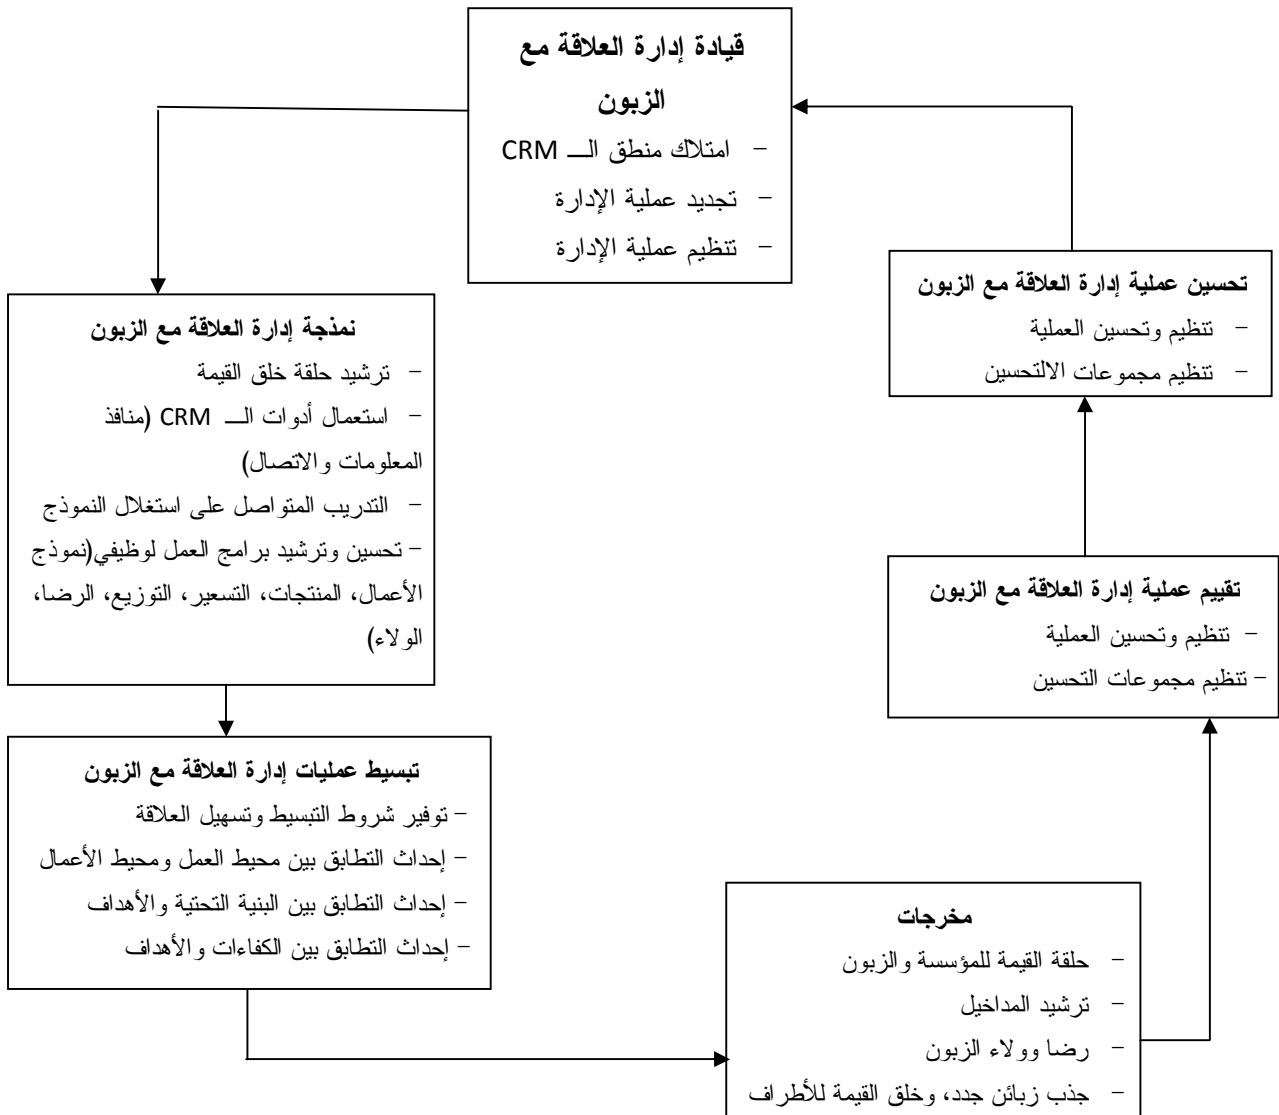 قيادة إدارة العلاقة مع
الزبون
- امتلاك منطق الـــ CRM
- تجديد عملية الإدارة
- تنظيم عملية الإدارة
نمذجة إدارة العلاقة مع الزبون
- ترشيد حلقة خلق القيمة
- استعمال أدوات الـــ CRM (منافذ
المعلومات والاتصال)
- التدريب المتواصل على استغلال النموذج
- تحسين وترشيد برامج العمل لوظيفي(نموذج
الأعمال، المنتجات، التسعير، التوزيع، الرضا،
الولاء)
تبسيط عمليات إدارة العلاقة مع الزبون
- توفير شروط التبسيط وتسهيل العلاقة
- إحداث التطابق بين محيط العمل ومحيط الأعمال
- إحداث التطابق بين البنية التحتية والأهداف
- إحداث التطابق بين الكفاءات والأهداف
مخرجات
- حلقة القيمة للمؤسسة والزبون
- ترشيد المداخيل
- رضا وولاء الزبون
- جذب زبائن جدد، وخلق القيمة للأطراف
تقييم عملية إدارة العلاقة مع الزبون
- تنظيم وتحسين العملية
- تنظيم مجموعات التحسين
تحسين عملية إدارة العلاقة مع الزبون
- تنظيم وتحسين العملية
- تنظيم مجموعات الالتحسين